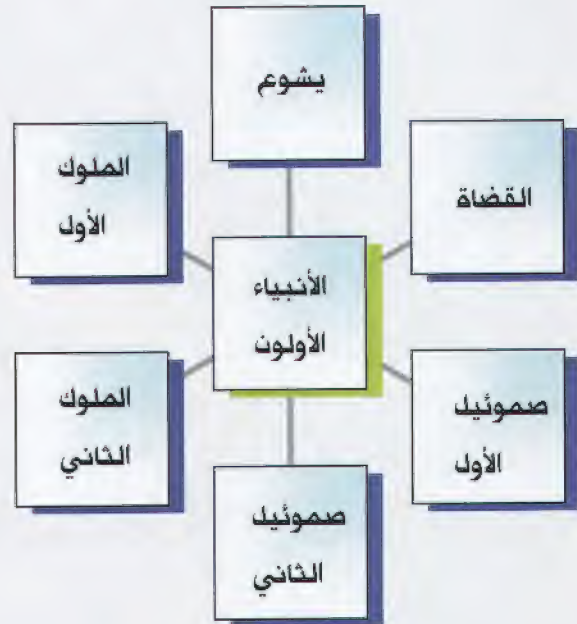 يشوع
القضاة
الملوك
الأول
الأنبياء
الأولون
صموئيل
الأول
الملوك
الثاني
صموئيل
الثاني